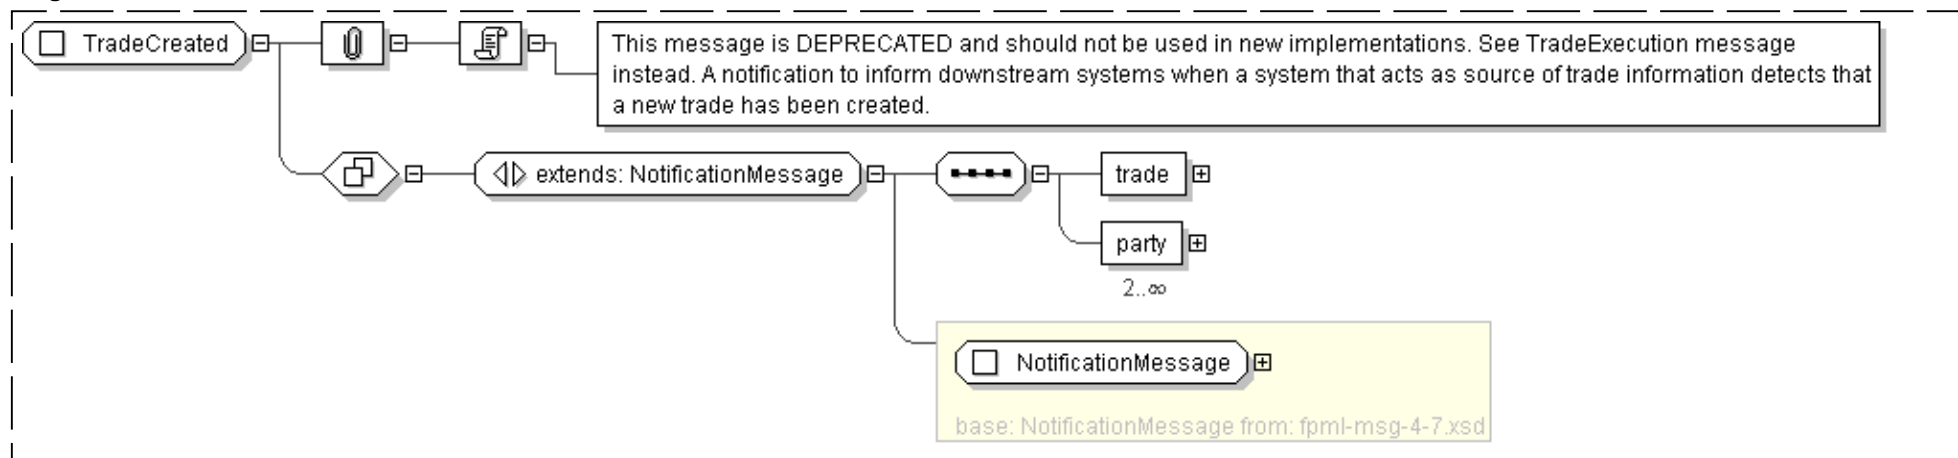 TradeCreated
This message is DEPRECATED and should not be used in new implementations. See TradeExecution message
instead. A notification to inform downstream systems when a system that acts as source of trade information detects that
a new trade has been created.
extends: NotificationMessage
trade
party
2..∞
NotificationMessage
base: NotificationMessage from: fpml-msg-4-7.xsd